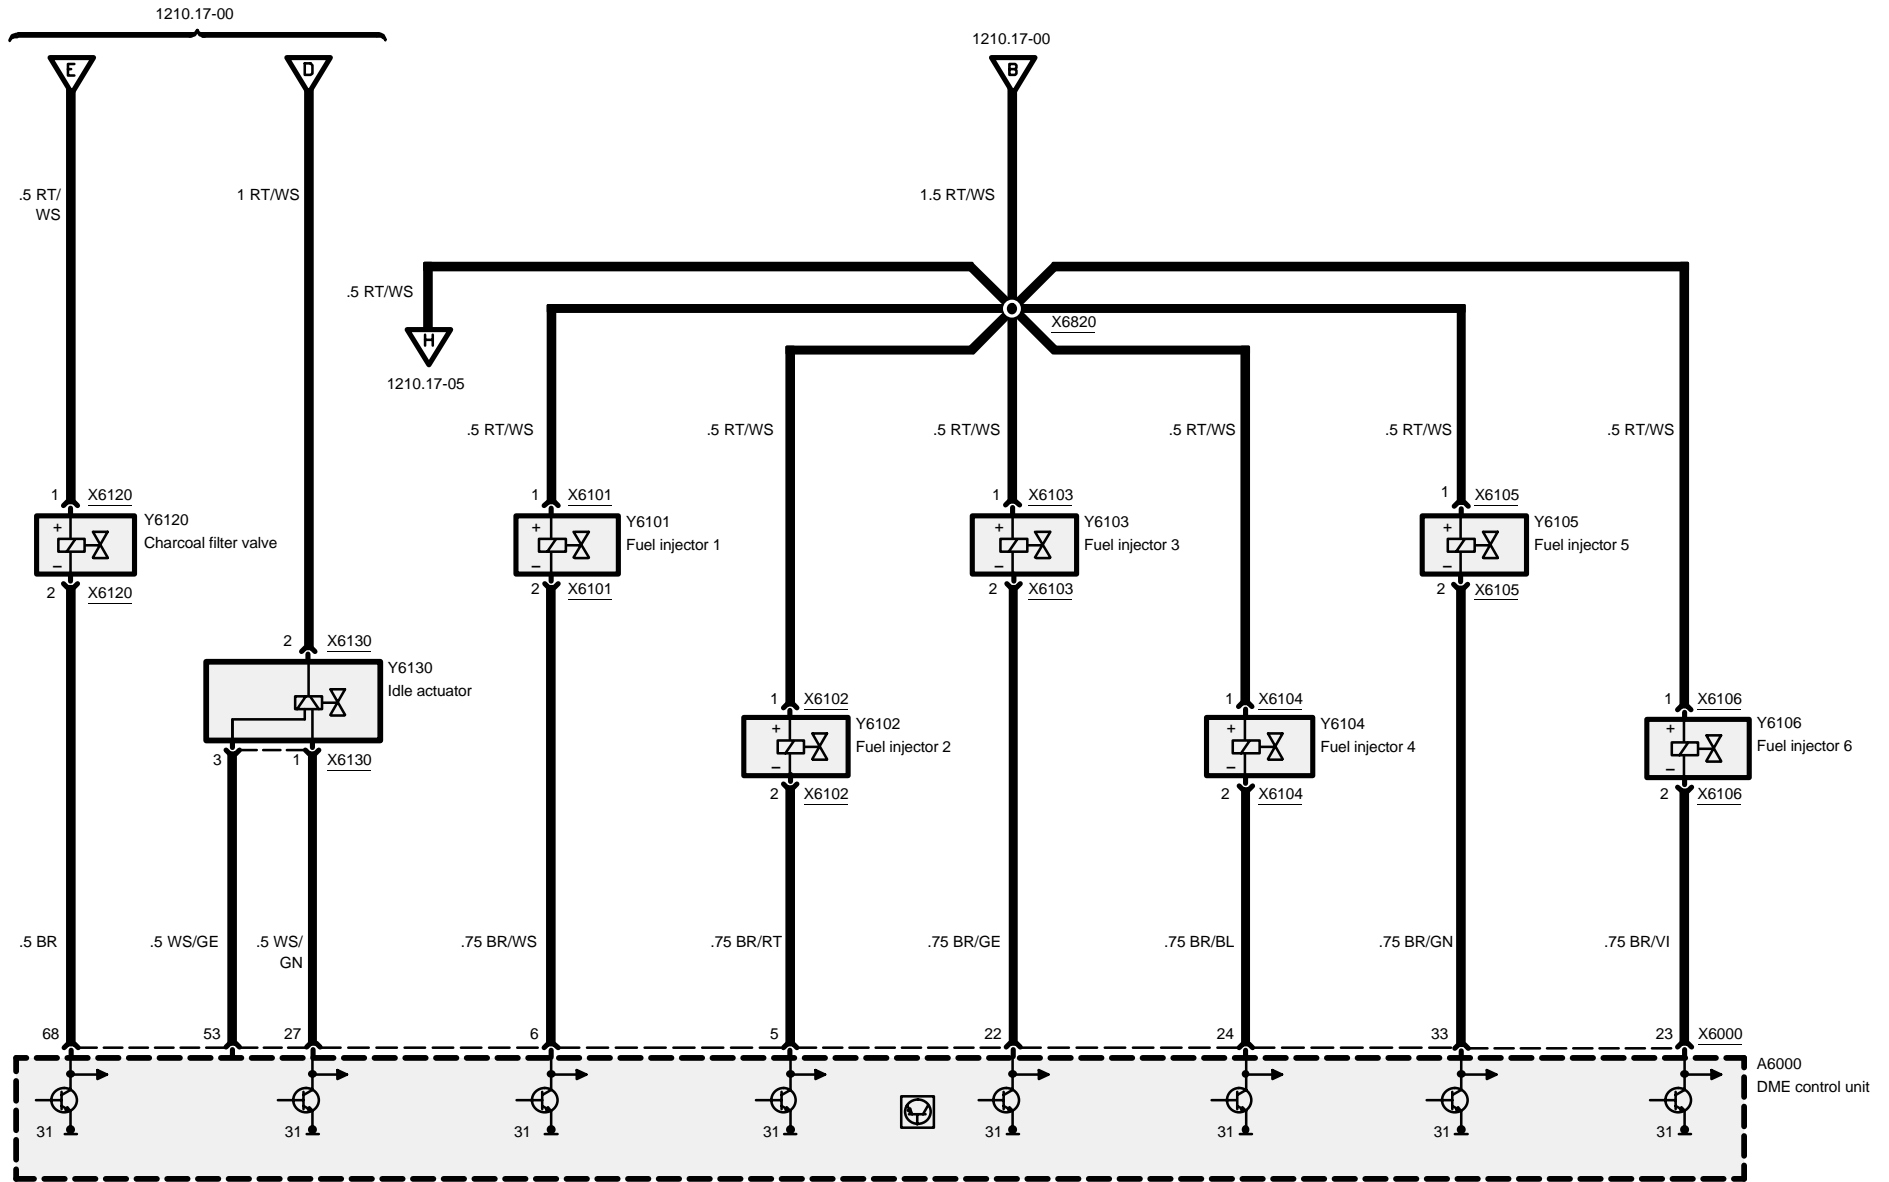 1210.17-00
1210.17-00
E
D
B
.5 RT/
WS
1 RT/WS
1.5 RT/WS
.5 RT/WS
H
1210.17-05
X6820
.5 RT/WS
.5 RT/WS
.5 RT/WS
.5 RT/WS
.5 RT/WS
.5 RT/WS
1 X6120
+
–
Y6120
Charcoal filter valve
2 X6120
1 X6101
+
–
Y6101
Fuel injector 1
2 X6101
1 X6103
+
–
Y6103
Fuel injector 3
2 X6103
1 X6105
+
–
Y6105
Fuel injector 5
2 X6105
2 X6130
Y6130
Idle actuator
3 1 X6130
1 X6102
+
–
Y6102
Fuel injector 2
2 X6102
1 X6104
+
–
Y6104
Fuel injector 4
2 X6104
1 X6106
+
–
Y6106
Fuel injector 6
2 X6106
.5 BR
.5 WS/GE
.5 WS/
GN
.75 BR/WS
.75 BR/RT
.75 BR/GE
.75 BR/BL
.75 BR/GN
.75 BR/VI
68 53 27 6 5 22 24 33 23 X6000
A6000
DME control unit
31 31 31 31 31 31 31 31